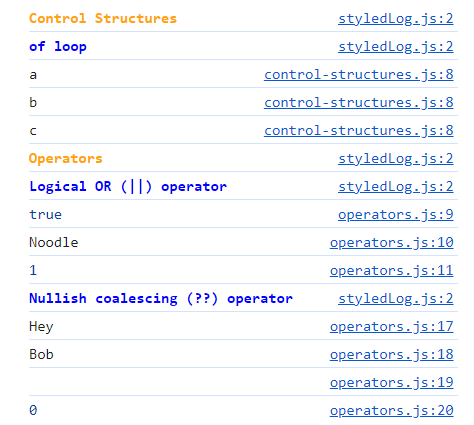 Control Structures styledLog.js:2
of loop styledLog.js:2
a control-structures.js:8
b control-structures.js:8
c control-structures.js:8
Operators styledLog.js:2
Logical OR (||) operator styledLog.js:2
true operators.js:9
Noodle operators.js:10
1 operators.js:11
Nullish coalescing (??) operator styledLog.js:2
Hey operators.js:17
Bob operators.js:18
operators.js:19
0 operators.js:20